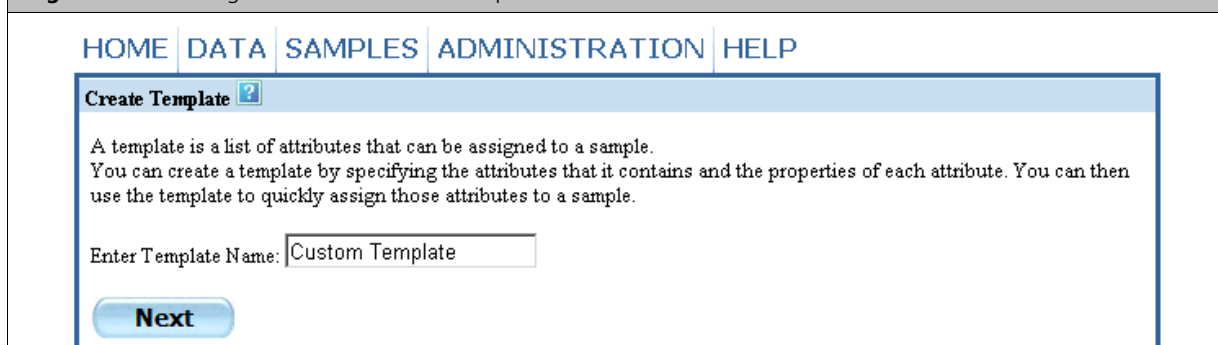 HOME DATA SAMPLES ADMINISTRATION HELP
Create Template ?
A template is a list of attributes that can be assigned to a sample.
You can create a template by specifying the attributes that it contains and the properties of each attribute. You can then
use the template to quickly assign those attributes to a sample.
Enter Template Name: Custom Template
Next